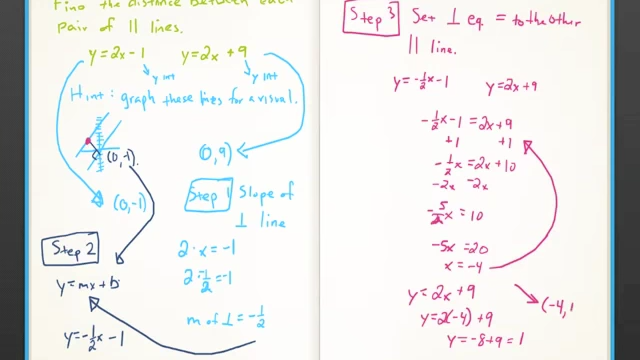 Find the distance between each
pair of || lines.
y = 2x - 1
y = 2x + 9
y int
y int
Hint: graph these lines for a visual.
(0, -1)
(0, 9)
(0, -1)
Step 1 Slope of
⊥ line
2 · x = -1
2 · -1/2 = -1
m of ⊥ = -1/2
Step 2
y = mx + b
y = -1/2x - 1
Step 3 Set ⊥ eq. = to the other
|| line.
y = -1/2x - 1
y = 2x + 9
-1/2x - 1 = 2x + 9
+1 +1
-1/2x = 2x + 10
-2x -2x
-5/2x = 10
-5x = 20
x = -4
y = 2x + 9
y = 2(-4) + 9
y = -8 + 9 = 1
(-4, 1